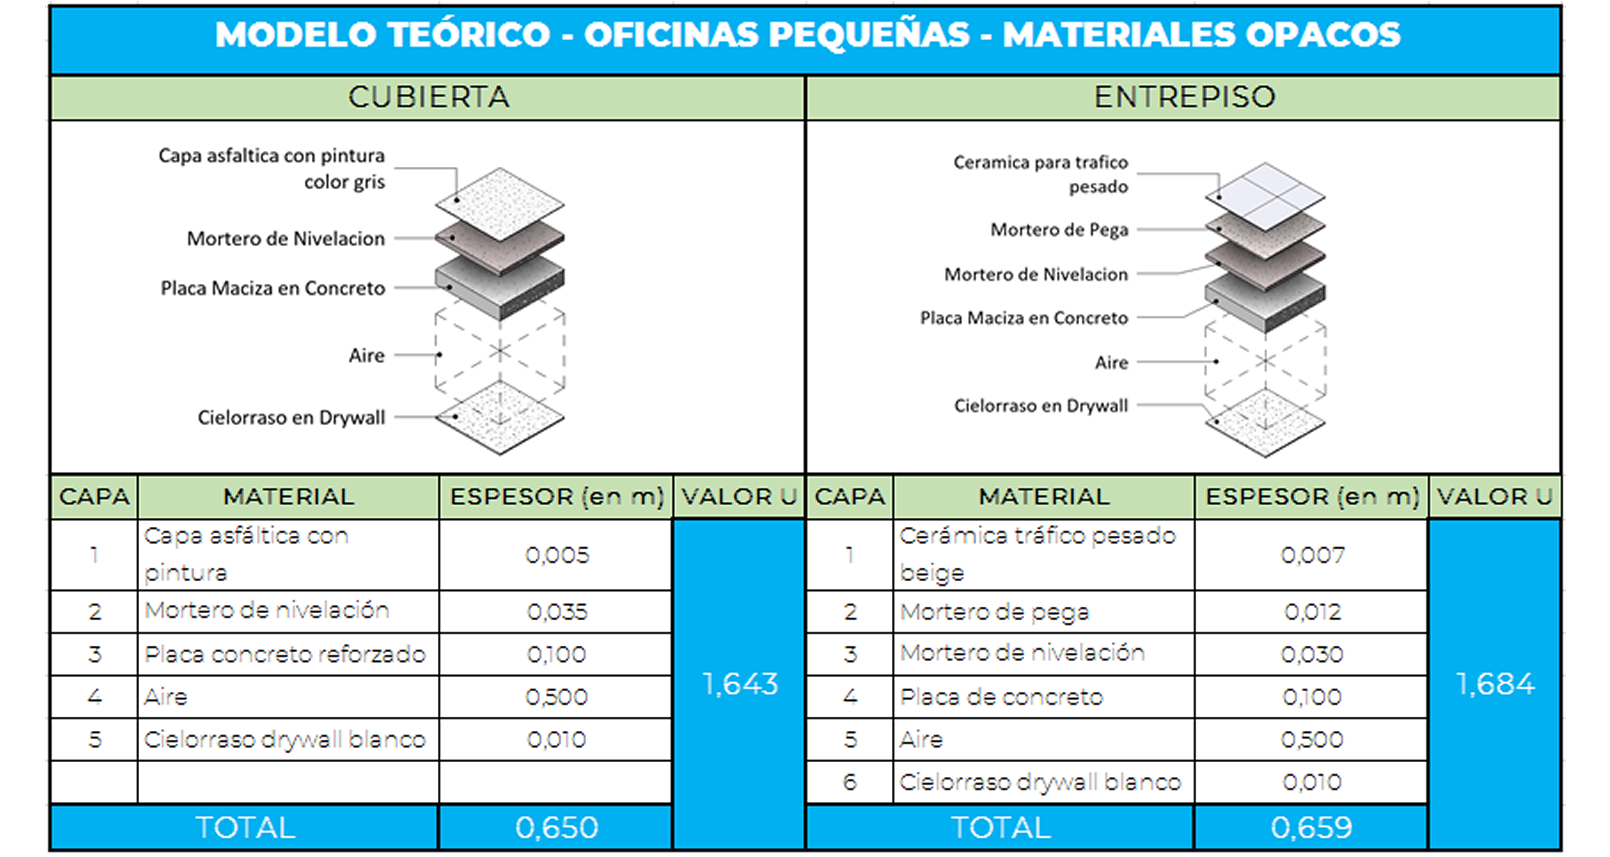 MODELO TEÓRICO - OFICINAS PEQUEÑAS - MATERIALES OPACOS
CUBIERTA
Capa asfaltica con pintura
color gris
Mortero de Nivelacion
Placa Maciza en Concreto
Aire
Cielorraso en Drywall
ENTREPISO
Ceramica para trafico
pesado
Mortero de Pega
Mortero de Nivelacion
Placa Maciza en Concreto
Aire
Cielorraso en Drywall
CAPA MATERIAL ESPESOR (en m) VALOR U
1 Capa asfáltica con
pintura 0,005
2 Mortero de nivelación 0,035
3 Placa concreto reforzado 0,100
4 Aire 0,500
5 Cielorraso drywall blanco 0,010
1,643
TOTAL 0,650
CAPA MATERIAL ESPESOR (en m) VALOR U
1 Cerámica tráfico pesado
beige 0,007
2 Mortero de pega 0,012
3 Mortero de nivelación 0,030
4 Placa de concreto 0,100
5 Aire 0,500
6 Cielorraso drywall blanco 0,010
1,684
TOTAL 0,659